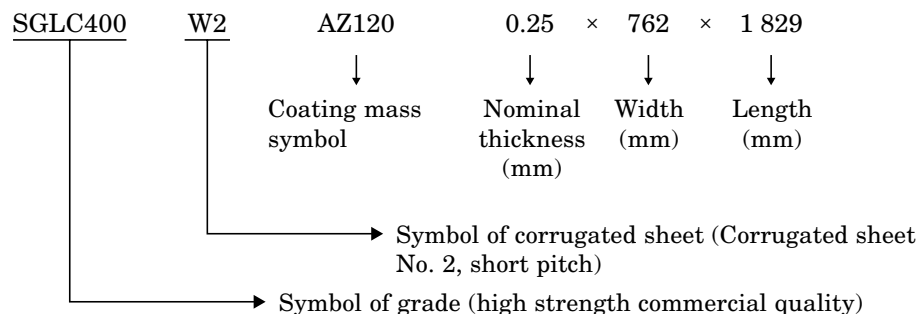 SGLC400 W2 AZ120 0.25 × 762 × 1 829
Coating mass symbol
Nominal thickness (mm)
Width (mm)
Length (mm)
Symbol of corrugated sheet (Corrugated sheet
No. 2, short pitch)
Symbol of grade (high strength commercial quality)